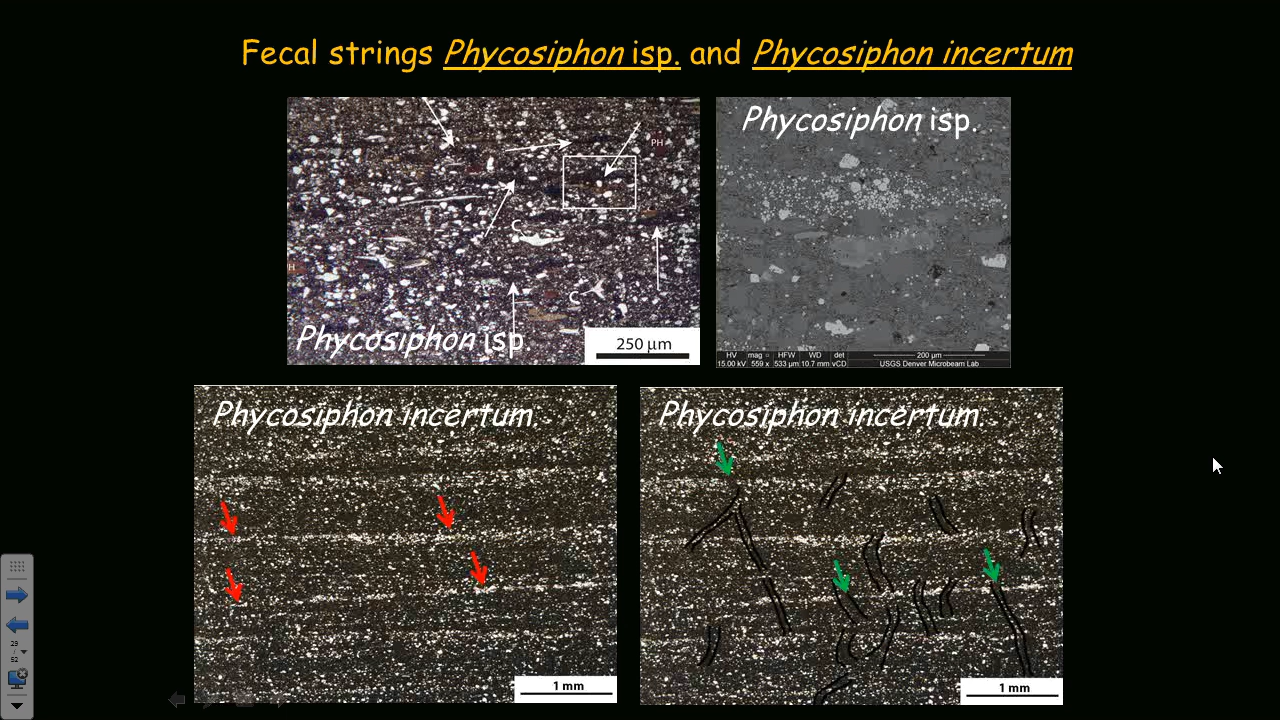 Fecal strings Phycosiphon isp. and Phycosiphon incertum
PH
C
H
C
Phycosiphon isp
250 µm
Phycosiphon isp.
HV mag HFW WD det 200 µm
15.00 kV 559 x 533 µm 10.7 mm vCD USGS Denver Microbeam Lab
Phycosiphon incertum.
1 mm
Phycosiphon incertum.
1 mm
29
/
52